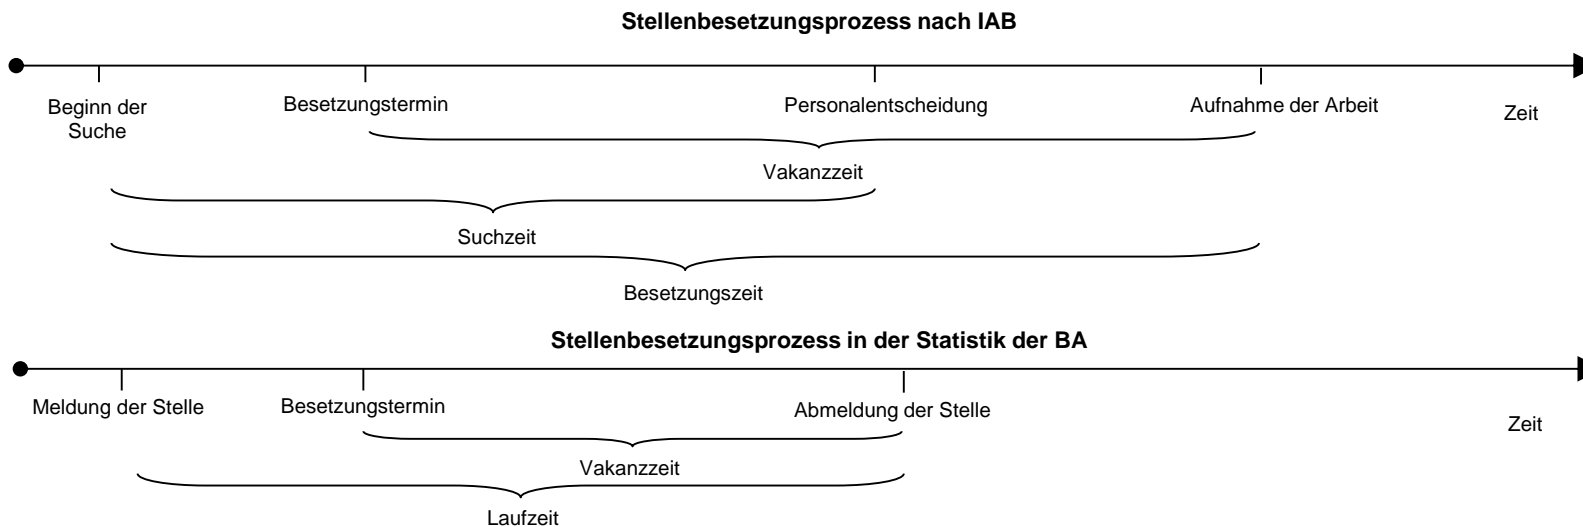 Stellenbesetzungsprozess nach IAB
Beginn der
Suche
Besetzungstermin
Personalentscheidung
Aufnahme der Arbeit
Zeit
Vakanzzeit
Suchzeit
Besetzungszeit
Stellenbesetzungsprozess in der Statistik der BA
Meldung der Stelle
Besetzungstermin
Abmeldung der Stelle
Zeit
Vakanzzeit
Laufzeit